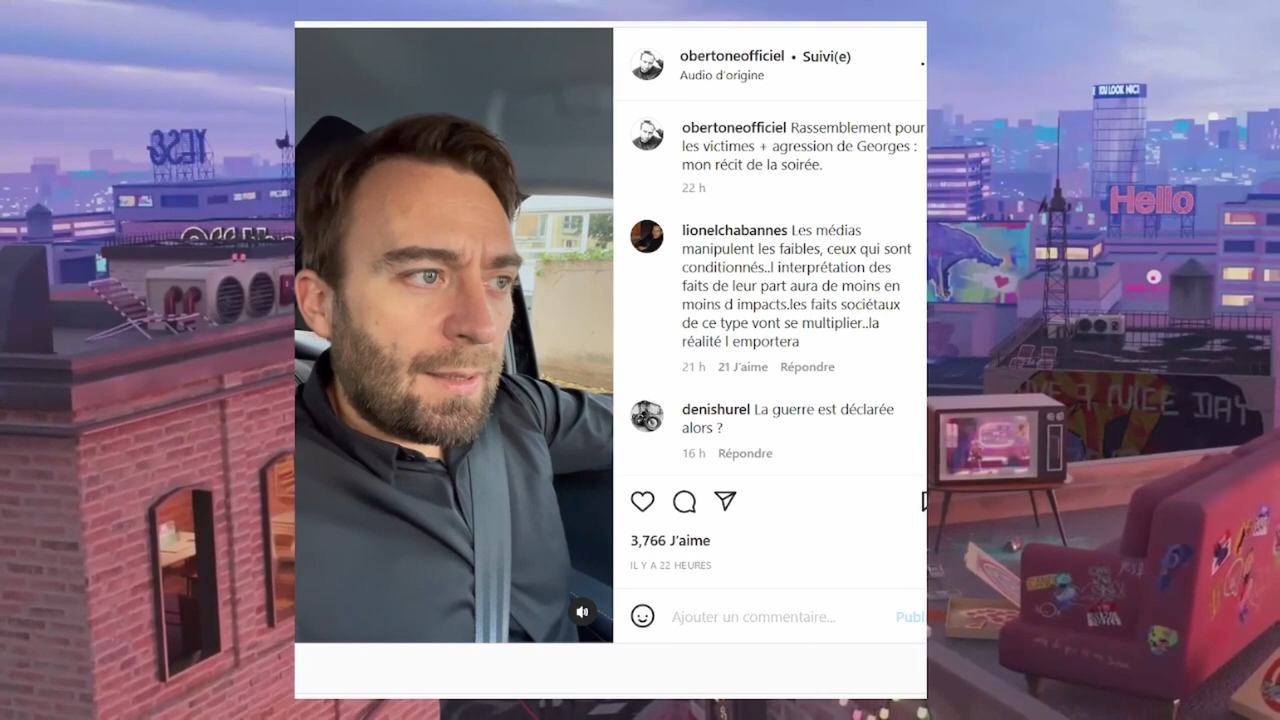 obertoneofficiel • Suivi(e)
Audio d'origine
obertoneofficiel Rassemblement pour
les victimes + agression de Georges :
mon récit de la soirée.
22 h
lionelchabannes Les médias
manipulent les faibles, ceux qui sont
conditionnés..l interprétation des
faits de leur part aura de moins en
moins d impacts.les faits sociétaux
de ce type vont se multiplier..la
réalité l emportera
21 h 21 J'aime Répondre
denishurel La guerre est déclarée
alors ?
16 h Répondre
3,766 J'aime
IL Y A 22 HEURES
Ajouter un commentaire... Publ
YES
YOU LOOK NICE
Hello
A NICE DAY